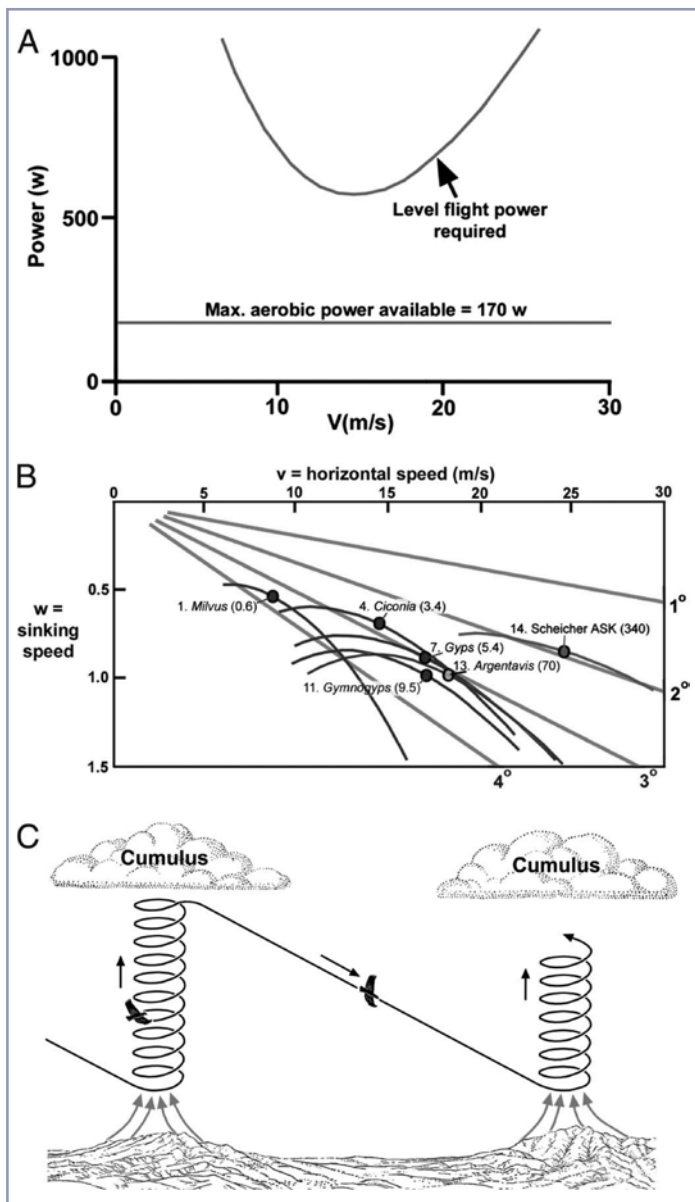 A
1000
500
0
Power (w)
Level flight power
required
Max. aerobic power available = 170 w
0
10
20
30
V(m/s)
B
v = horizontal speed (m/s)
0
5
10
15
20
25
30
0.5
1.0
1.5
w =
sinking
speed
1. Milvus (0.6)
4. Ciconia (3.4)
14. Scheicher ASK (340)
7. Gyps (5.4)
13. Argentavis (70)
11. Gymnogyps (9.5)
1°
2°
3°
4°
C
Cumulus
Cumulus